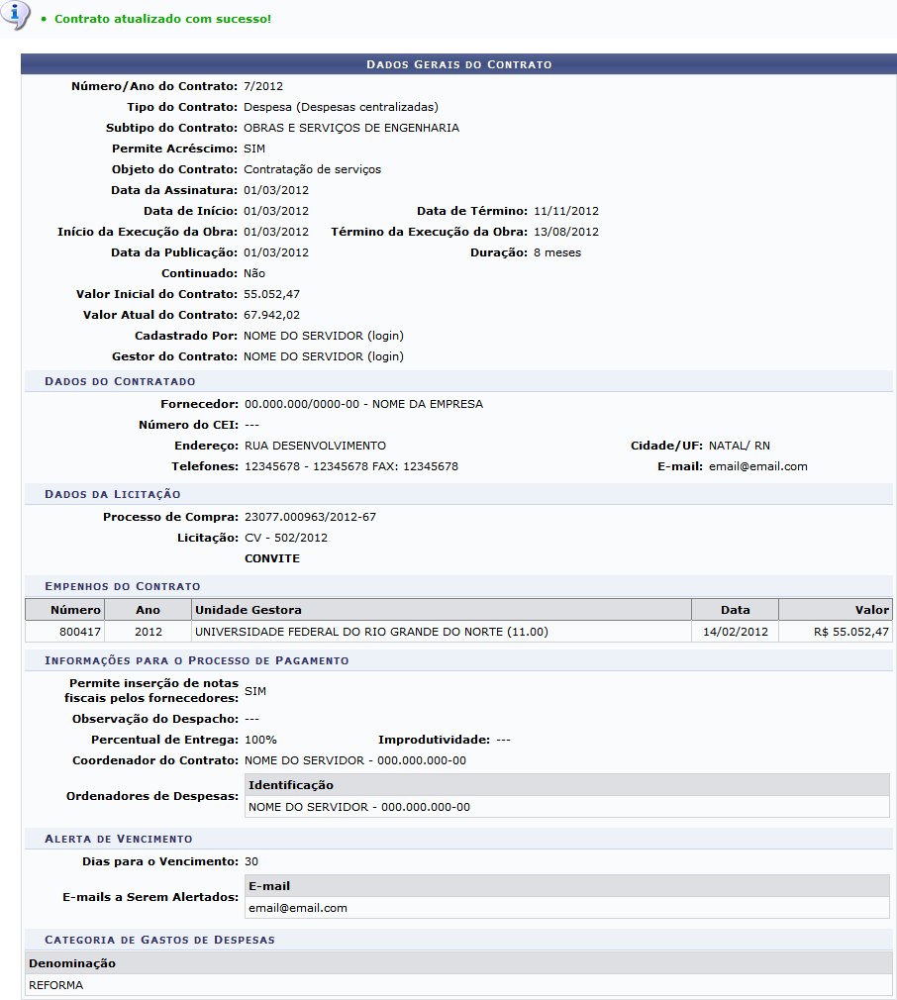 Contrato atualizado com sucesso!
DADOS GERAIS DO CONTRATO
Número/Ano do Contrato: 7/2012
Tipo do Contrato: Despesa (Despesas centralizadas)
Subtipo do Contrato: OBRAS E SERVIÇOS DE ENGENHARIA
Permite Acréscimo: SIM
Objeto do Contrato: Contratação de serviços
Data da Assinatura: 01/03/2012
Data de Início: 01/03/2012 Data de Término: 11/11/2012
Início da Execução da Obra: 01/03/2012 Término da Execução da Obra: 13/08/2012
Data da Publicação: 01/03/2012 Duração: 8 meses
Continuado: Não
Valor Inicial do Contrato: 55.052,47
Valor Atual do Contrato: 67.942,02
Cadastrado Por: NOME DO SERVIDOR (login)
Gestor do Contrato: NOME DO SERVIDOR (login)
DADOS DO CONTRATADO
Fornecedor: 00.000.000/0000-00 - NOME DA EMPRESA
Número do CEI: ---
Endereço: RUA DESENVOLVIMENTO Cidade/UF: NATAL/ RN
Telefones: 12345678 - 12345678 FAX: 12345678 E-mail: email@email.com
DADOS DA LICITAÇÃO
Processo de Compra: 23077.000963/2012-67
Licitação: CV - 502/2012
CONVITE
EMPENHOS DO CONTRATO
Número Ano Unidade Gestora Data Valor
800417 2012 UNIVERSIDADE FEDERAL DO RIO GRANDE DO NORTE (11.00) 14/02/2012 R$ 55.052,47
INFORMAÇÕES PARA O PROCESSO DE PAGAMENTO
Permite inserção de notas
fiscais pelos fornecedores: SIM
Observação do Despacho: ---
Percentual de Entrega: 100% Improdutividade: ---
Coordenador do Contrato: NOME DO SERVIDOR - 000.000.000-00
Ordenadores de Despesas: Identificação
NOME DO SERVIDOR - 000.000.000-00
ALERTA DE VENCIMENTO
Dias para o Vencimento: 30
E-mails a Serem Alertados: E-mail
email@email.com
CATEGORIA DE GASTOS DE DESPESAS
Denominação
REFORMA